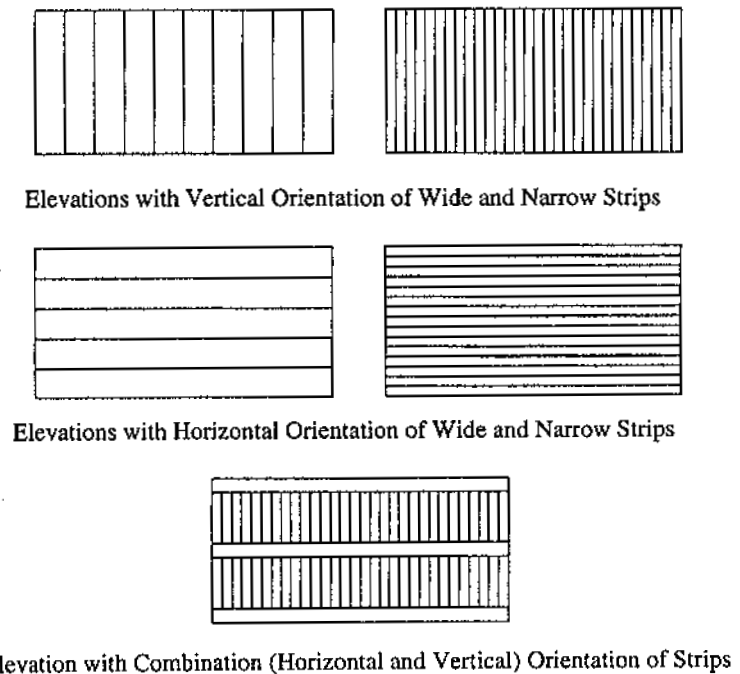 Elevations with Vertical Orientation of Wide and Narrow Strips
Elevations with Horizontal Orientation of Wide and Narrow Strips
levation with Combination (Horizontal and Vertical) Orientation of Strips